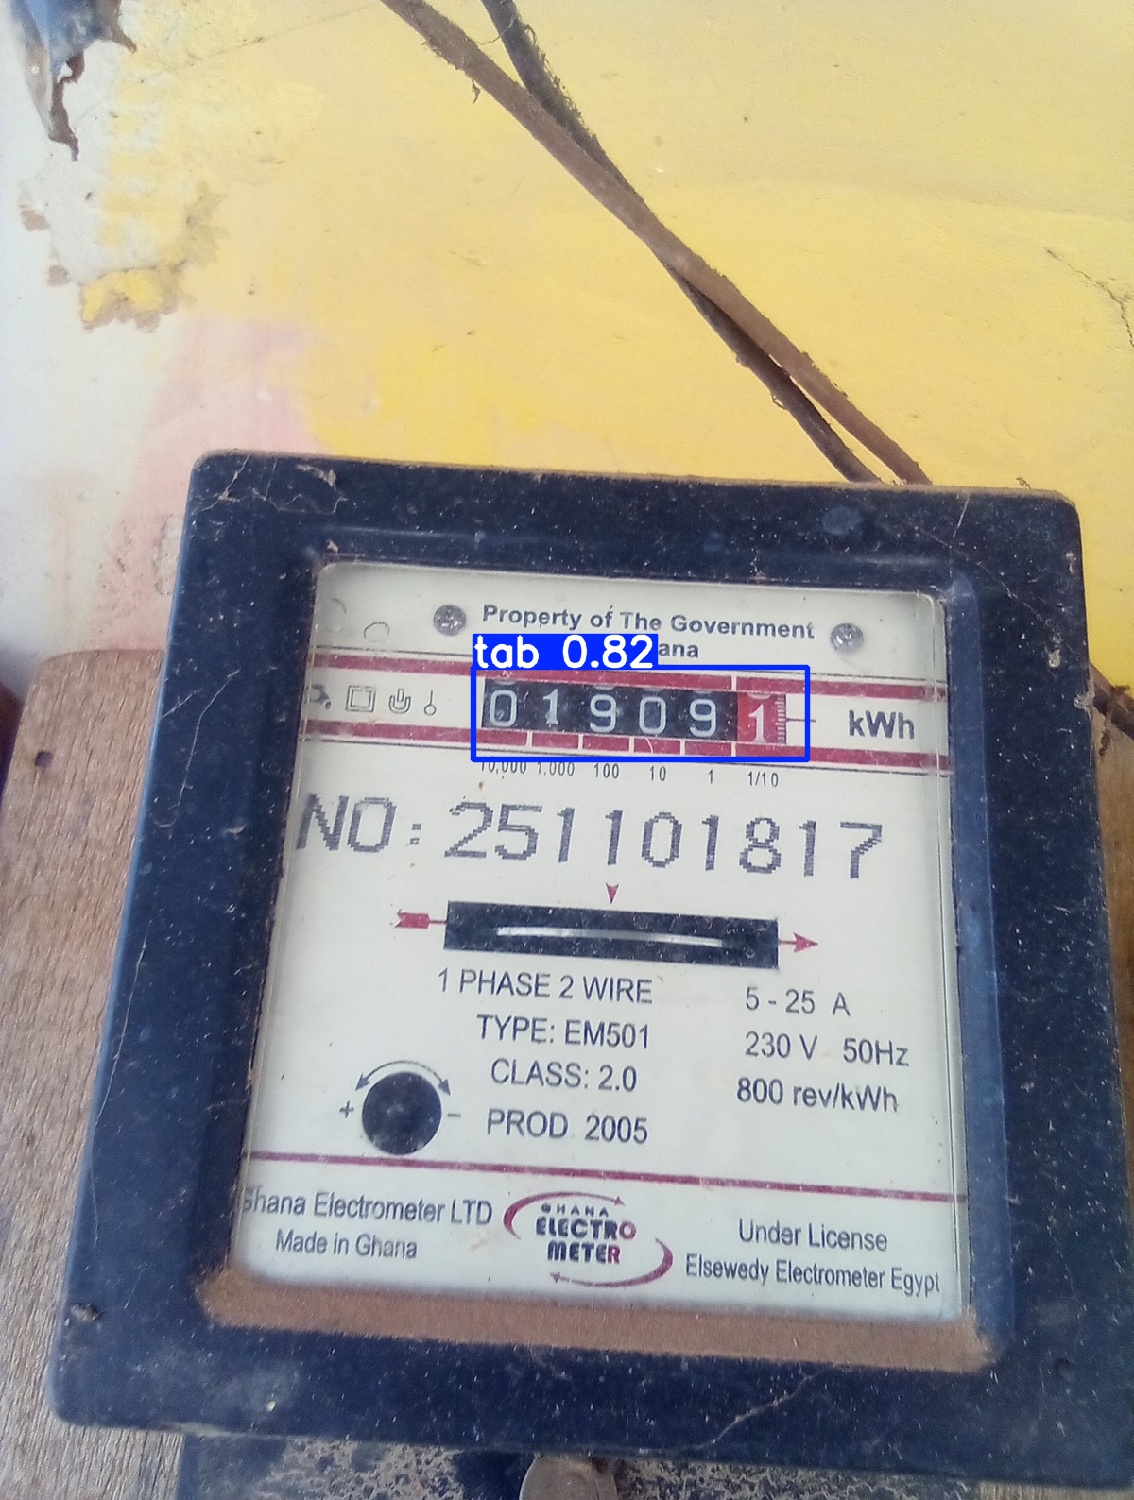 Property of The Government
tab 0.82
ana
019091
kWh
10,000 1.000 100 10 1 1/10
NO: 251101817
1 PHASE 2 WIRE
5 - 25 A
TYPE: EM501
230 V 50Hz
CLASS: 2.0
800 rev/kWh
+ -
PROD 2005
Ghana Electrometer LTD
Made in Ghana
GHANA
ELECTRO
METER
Under License
Elsewedy Electrometer Egypt